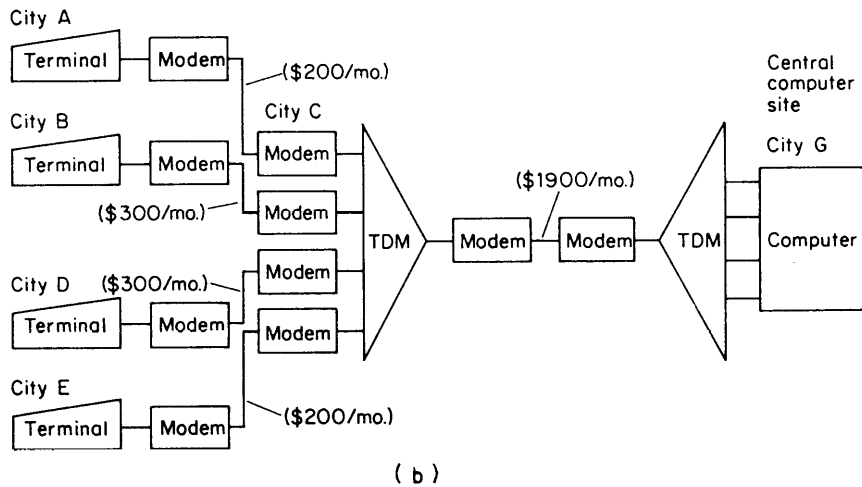 City A
Terminal
Modem
($200/mo.)
City B
Terminal
Modem
($300/mo.)
City C
Modem
Modem
Modem
Modem
City D
($300/mo.)
Terminal
Modem
City E
Terminal
Modem
($200/mo.)
TDM
Modem
($1900/mo.)
Modem
TDM
Central
computer
site
City G
Computer
(b)